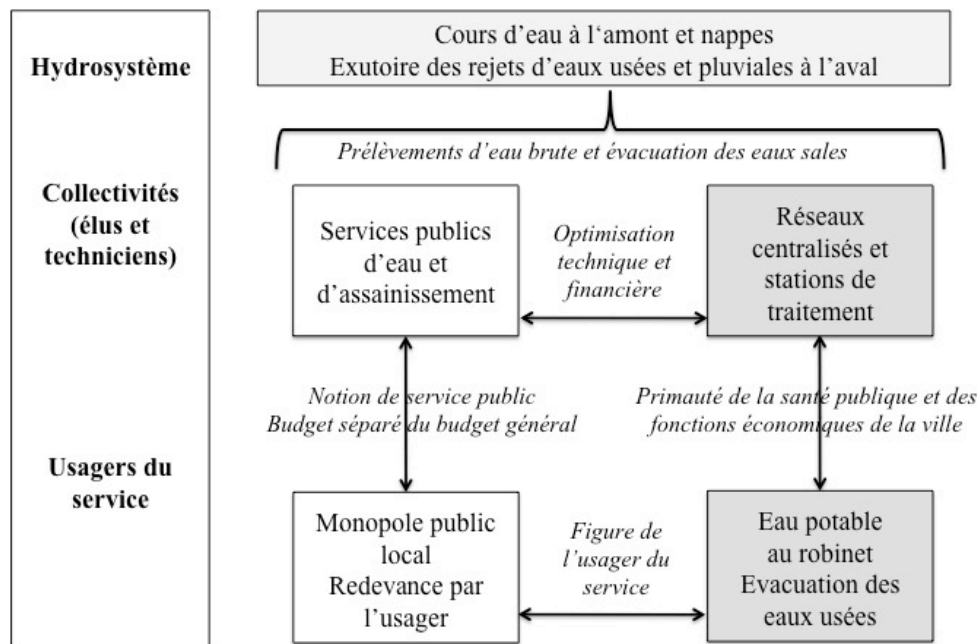 Hydrosystème
Cours d'eau à l'amont et nappes
Exutoire des rejets d'eaux usées et pluviales à l'aval
Prélèvements d'eau brute et évacuation des eaux sales
Collectivités
(élus et
techniciens)
Services publics
d'eau et
d'assainissement
Optimisation
technique et
financière
Réseaux
centralisés et
stations de
traitement
Notion de service public
Budget séparé du budget général
Primauté de la santé publique et des
fonctions économiques de la ville
Usagers du
service
Monopole public
local
Redevance par
l'usager
Figure de
l'usager du
service
Eau potable
au robinet
Evacuation des
eaux usées